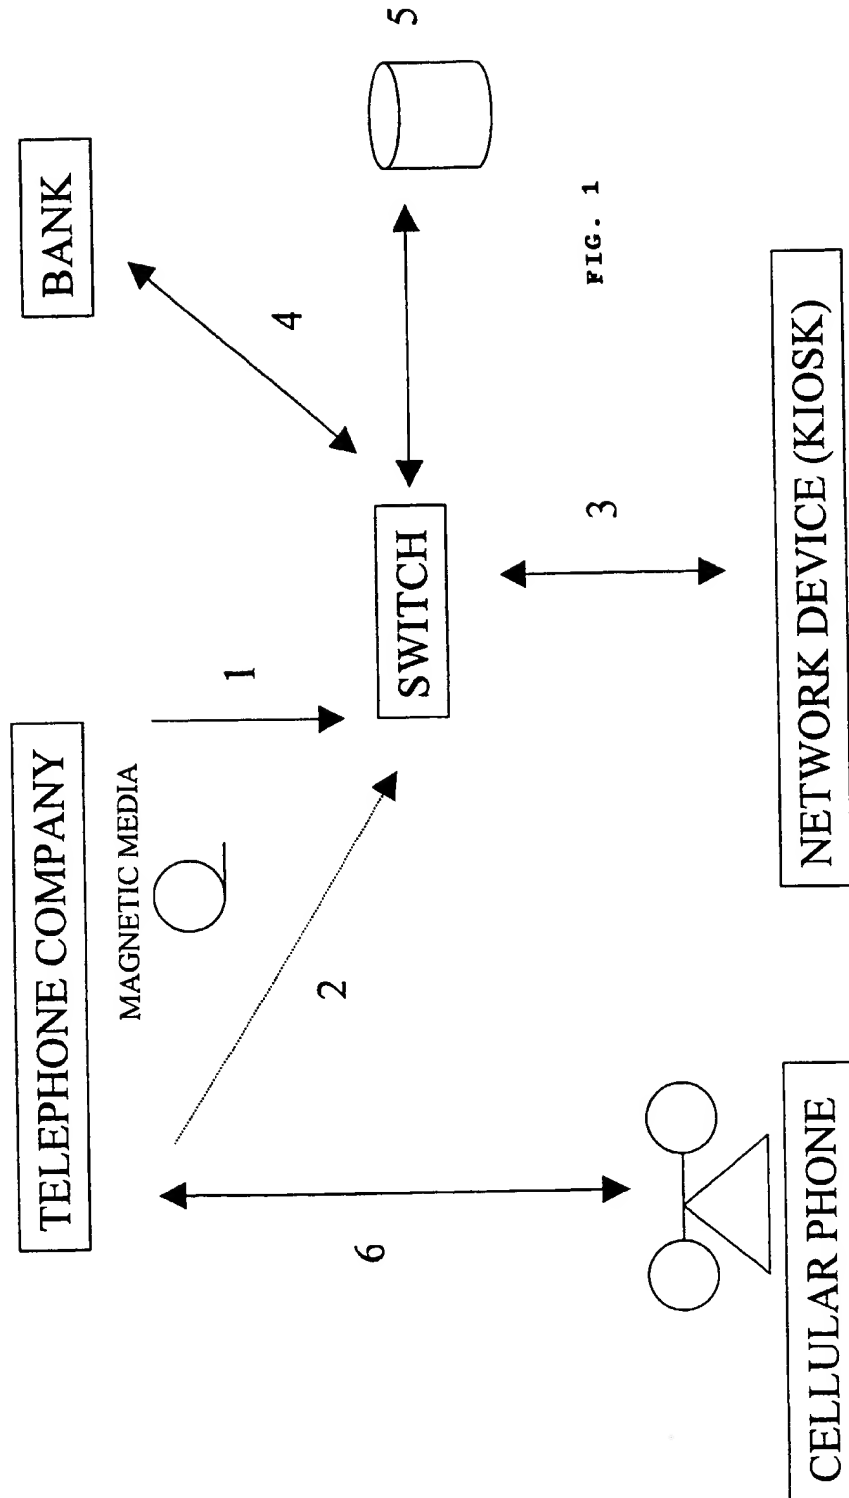 TELEPHONE COMPANY
BANK
MAGNETIC MEDIA
1
4
2
6
SWITCH
5
3
FIG. 1
CELLULAR PHONE
NETWORK DEVICE (KIOSK)